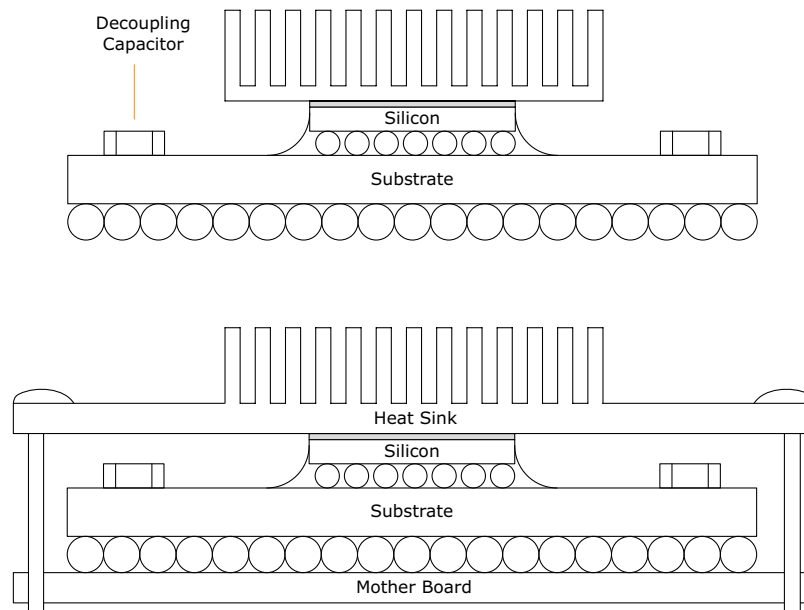 Decoupling
Capacitor
Silicon
Substrate
Heat Sink
Silicon
Substrate
Mother Board